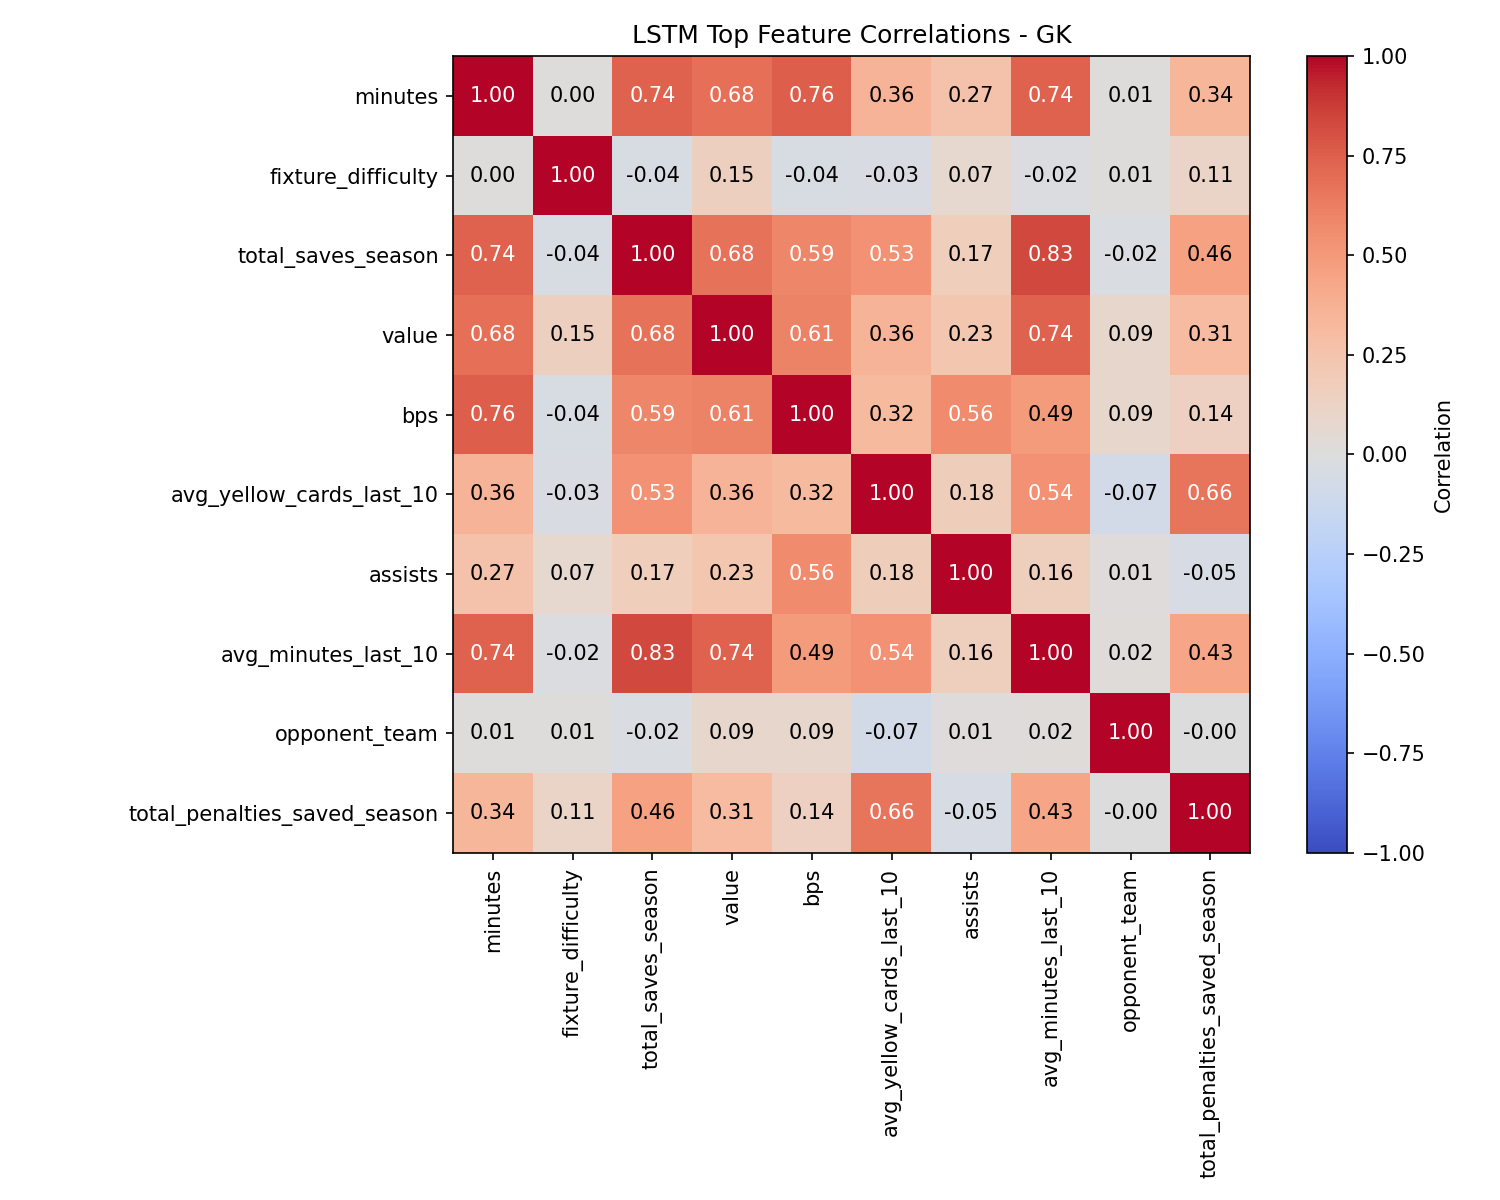 LSTM Top Feature Correlations - GK
minutes 1.00 0.00 0.74 0.68 0.76 0.36 0.27 0.74 0.01 0.34
fixture_difficulty 0.00 1.00 -0.04 0.15 -0.04 -0.03 0.07 -0.02 0.01 0.11
total_saves_season 0.74 -0.04 1.00 0.68 0.59 0.53 0.17 0.83 -0.02 0.46
value 0.68 0.15 0.68 1.00 0.61 0.36 0.23 0.74 0.09 0.31
bps 0.76 -0.04 0.59 0.61 1.00 0.32 0.56 0.49 0.09 0.14
avg_yellow_cards_last_10 0.36 -0.03 0.53 0.36 0.32 1.00 0.18 0.54 -0.07 0.66
assists 0.27 0.07 0.17 0.23 0.56 0.18 1.00 0.16 0.01 -0.05
avg_minutes_last_10 0.74 -0.02 0.83 0.74 0.49 0.54 0.16 1.00 0.02 0.43
opponent_team 0.01 0.01 -0.02 0.09 0.09 -0.07 0.01 0.02 1.00 -0.00
total_penalties_saved_season 0.34 0.11 0.46 0.31 0.14 0.66 -0.05 0.43 -0.00 1.00
minutes
fixture_difficulty
total_saves_season
value
bps
avg_yellow_cards_last_10
assists
avg_minutes_last_10
opponent_team
total_penalties_saved_season
1.00
0.75
0.50
0.25
0.00
−0.25
−0.50
−0.75
−1.00
Correlation